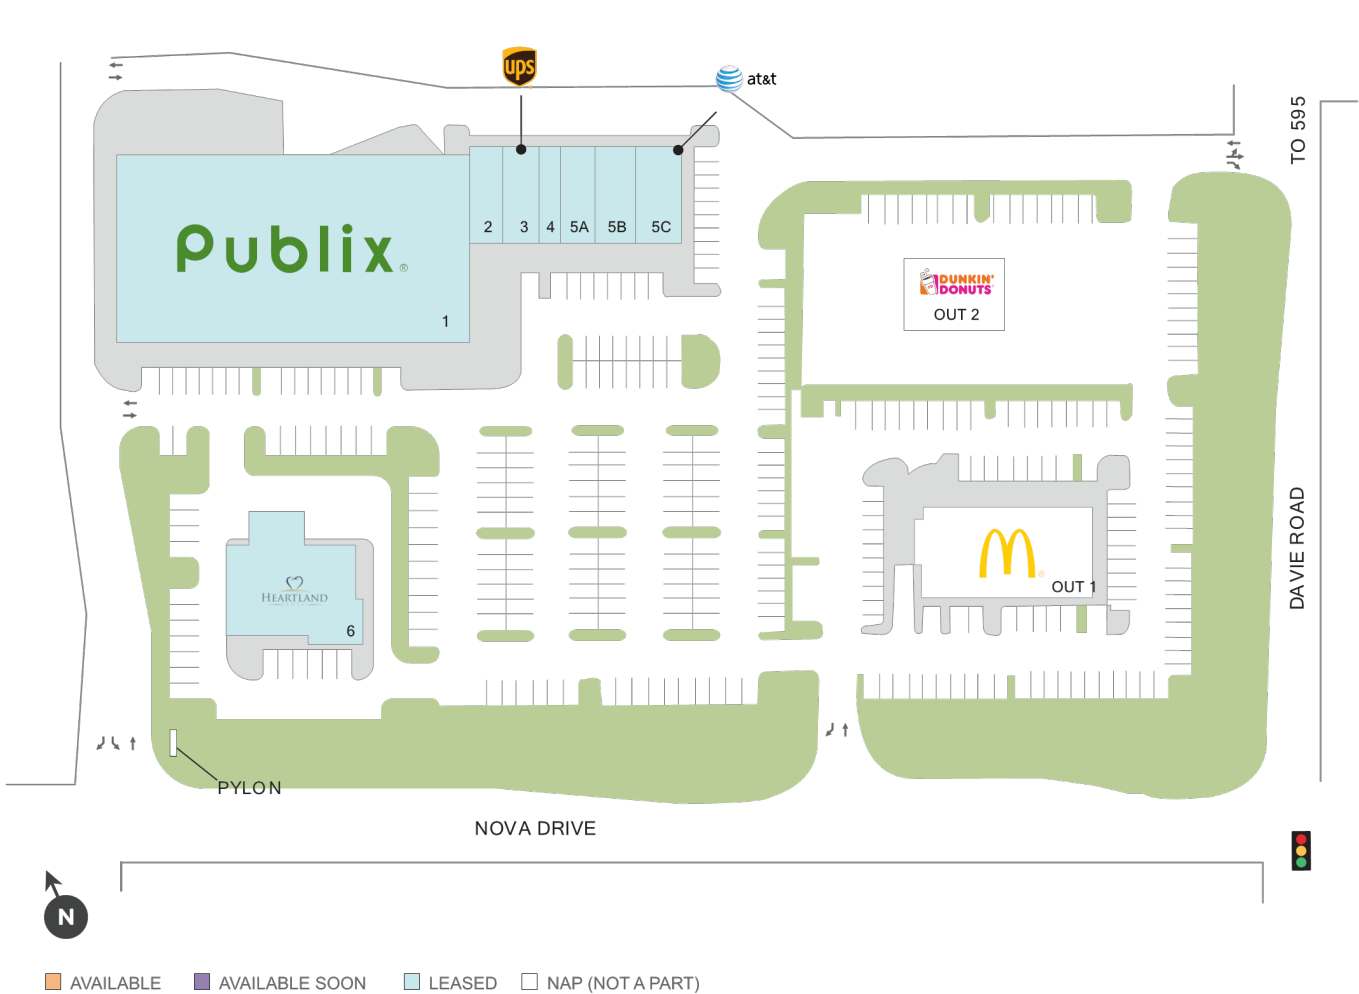 ups
at&t
TO 595
Publix®
2
3
4
5A
5B
5C
1
DUNKIN'
DONUTS
OUT 2
DAVIE ROAD
OUT 1
HEARTLAND
6
PYLON
NOVA DRIVE
N
AVAILABLE
AVAILABLE SOON
LEASED
NAP (NOT A PART)